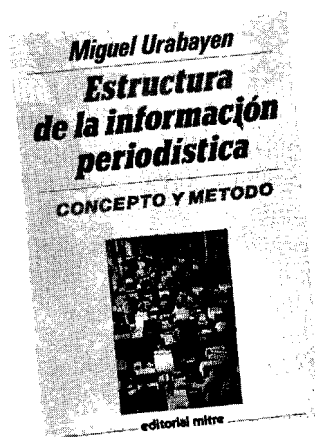 Miguel Urabayen
Estructura
de la información
periodística
CONCEPTO Y METODO
editorial mitre